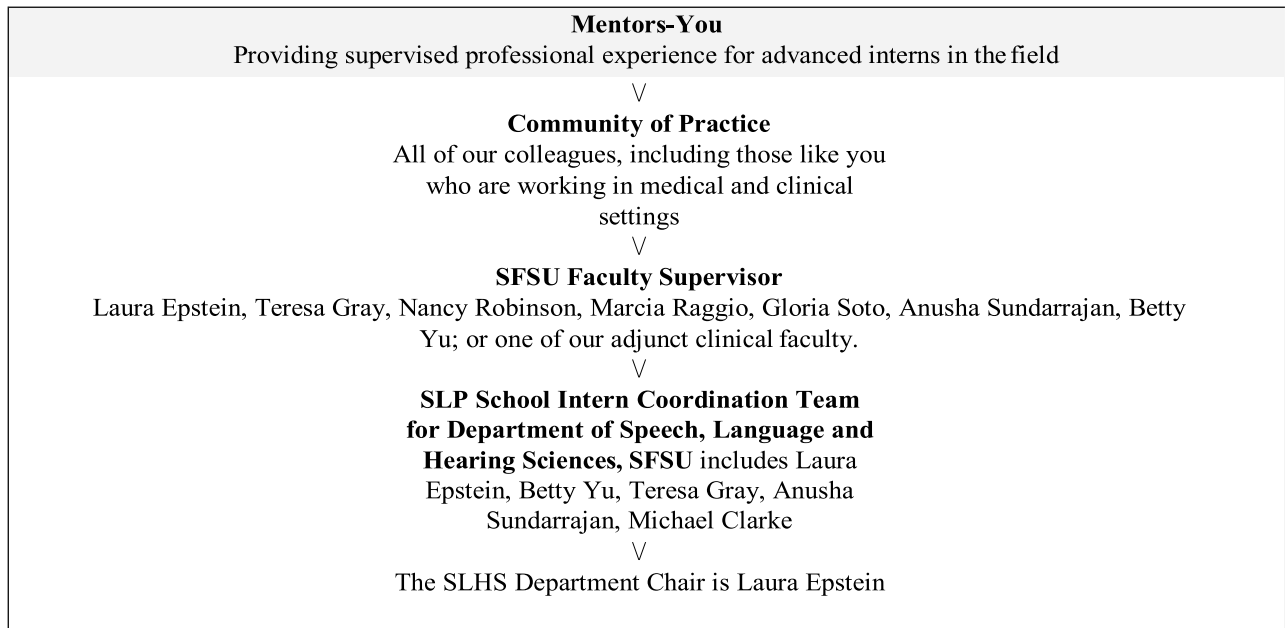 Mentors-You
Providing supervised professional experience for advanced interns in the field
\/
Community of Practice
All of our colleagues, including those like you
who are working in medical and clinical
settings
\/
SFSU Faculty Supervisor
Laura Epstein, Teresa Gray, Nancy Robinson, Marcia Raggio, Gloria Soto, Anusha Sundarrajan, Betty
Yu; or one of our adjunct clinical faculty.
\/
SLP School Intern Coordination Team
for Department of Speech, Language and
Hearing Sciences, SFSU includes Laura
Epstein, Betty Yu, Teresa Gray, Anusha
Sundarrajan, Michael Clarke
\/
The SLHS Department Chair is Laura Epstein